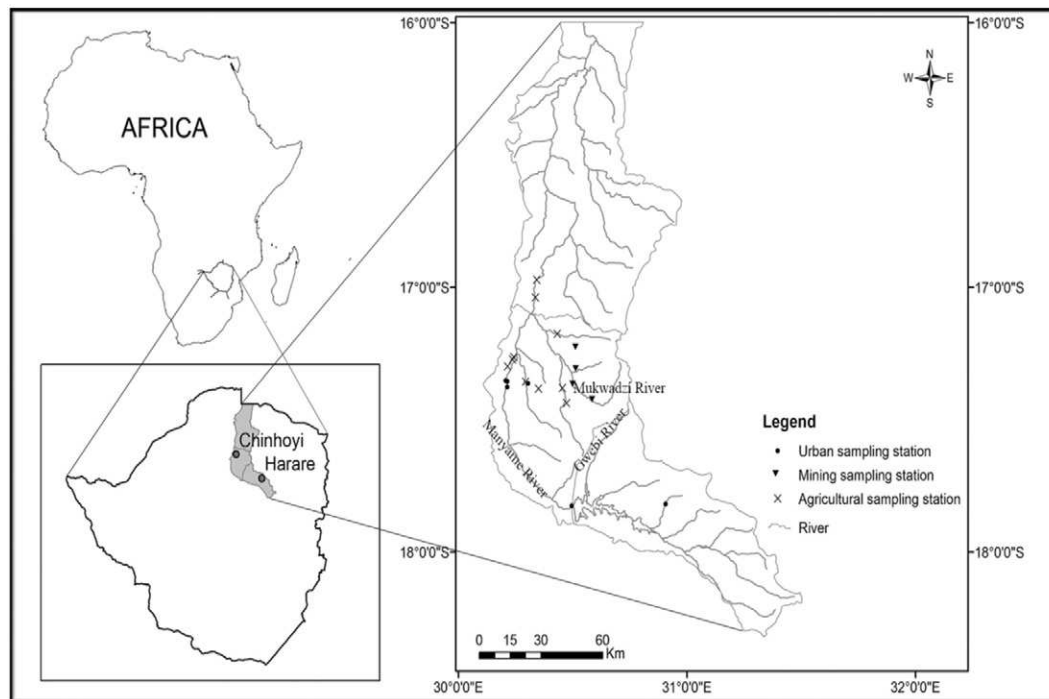 AFRICA
Chinhoyi
Harare
16°0'0"S
16°0'0"S
N
W E
S
17°0'0"S
17°0'0"S
Mukwadzi River
Manyame River
Gwebi River
Legend
Urban sampling station
Mining sampling station
Agricultural sampling station
River
18°0'0"S
18°0'0"S
0 15 30 60
Km
30°0'0"E
31°0'0"E
32°0'0"E